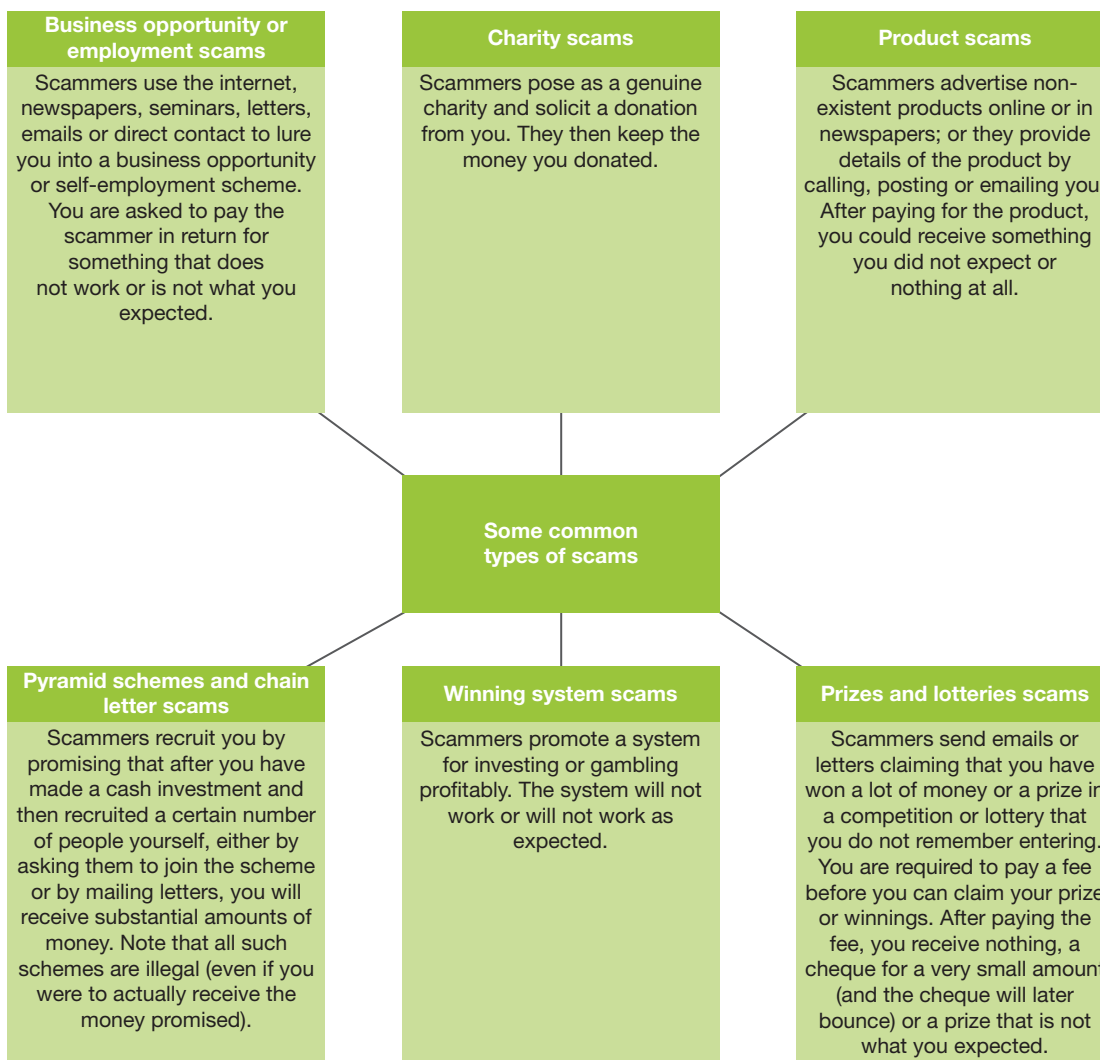 Business opportunity or
employment scams
Scammers use the internet,
newspapers, seminars, letters,
emails or direct contact to lure
you into a business opportunity
or self-employment scheme.
You are asked to pay the
scammer in return for
something that does
not work or is not what you
expected.
Charity scams
Scammers pose as a genuine
charity and solicit a donation
from you. They then keep the
money you donated.
Product scams
Scammers advertise non-
existent products online or in
newspapers; or they provide
details of the product by
calling, posting or emailing you
After paying for the product,
you could receive something
you did not expect or
nothing at all.
Some common
types of scams
Pyramid schemes and chain
letter scams
Scammers recruit you by
promising that after you have
made a cash investment and
then recruited a certain number
of people yourself, either by
asking them to join the scheme
or by mailing letters, you will
receive substantial amounts of
money. Note that all such
schemes are illegal (even if you
were to actually receive the
money promised).
Winning system scams
Scammers promote a system
for investing or gambling
profitably. The system will not
work or will not work as
expected.
Prizes and lotteries scams
Scammers send emails or
letters claiming that you have
won a lot of money or a prize in
a competition or lottery that
you do not remember entering.
You are required to pay a fee
before you can claim your prize
or winnings. After paying the
fee, you receive nothing, a
cheque for a very small amount
(and the cheque will later
bounce) or a prize that is not
what you expected.